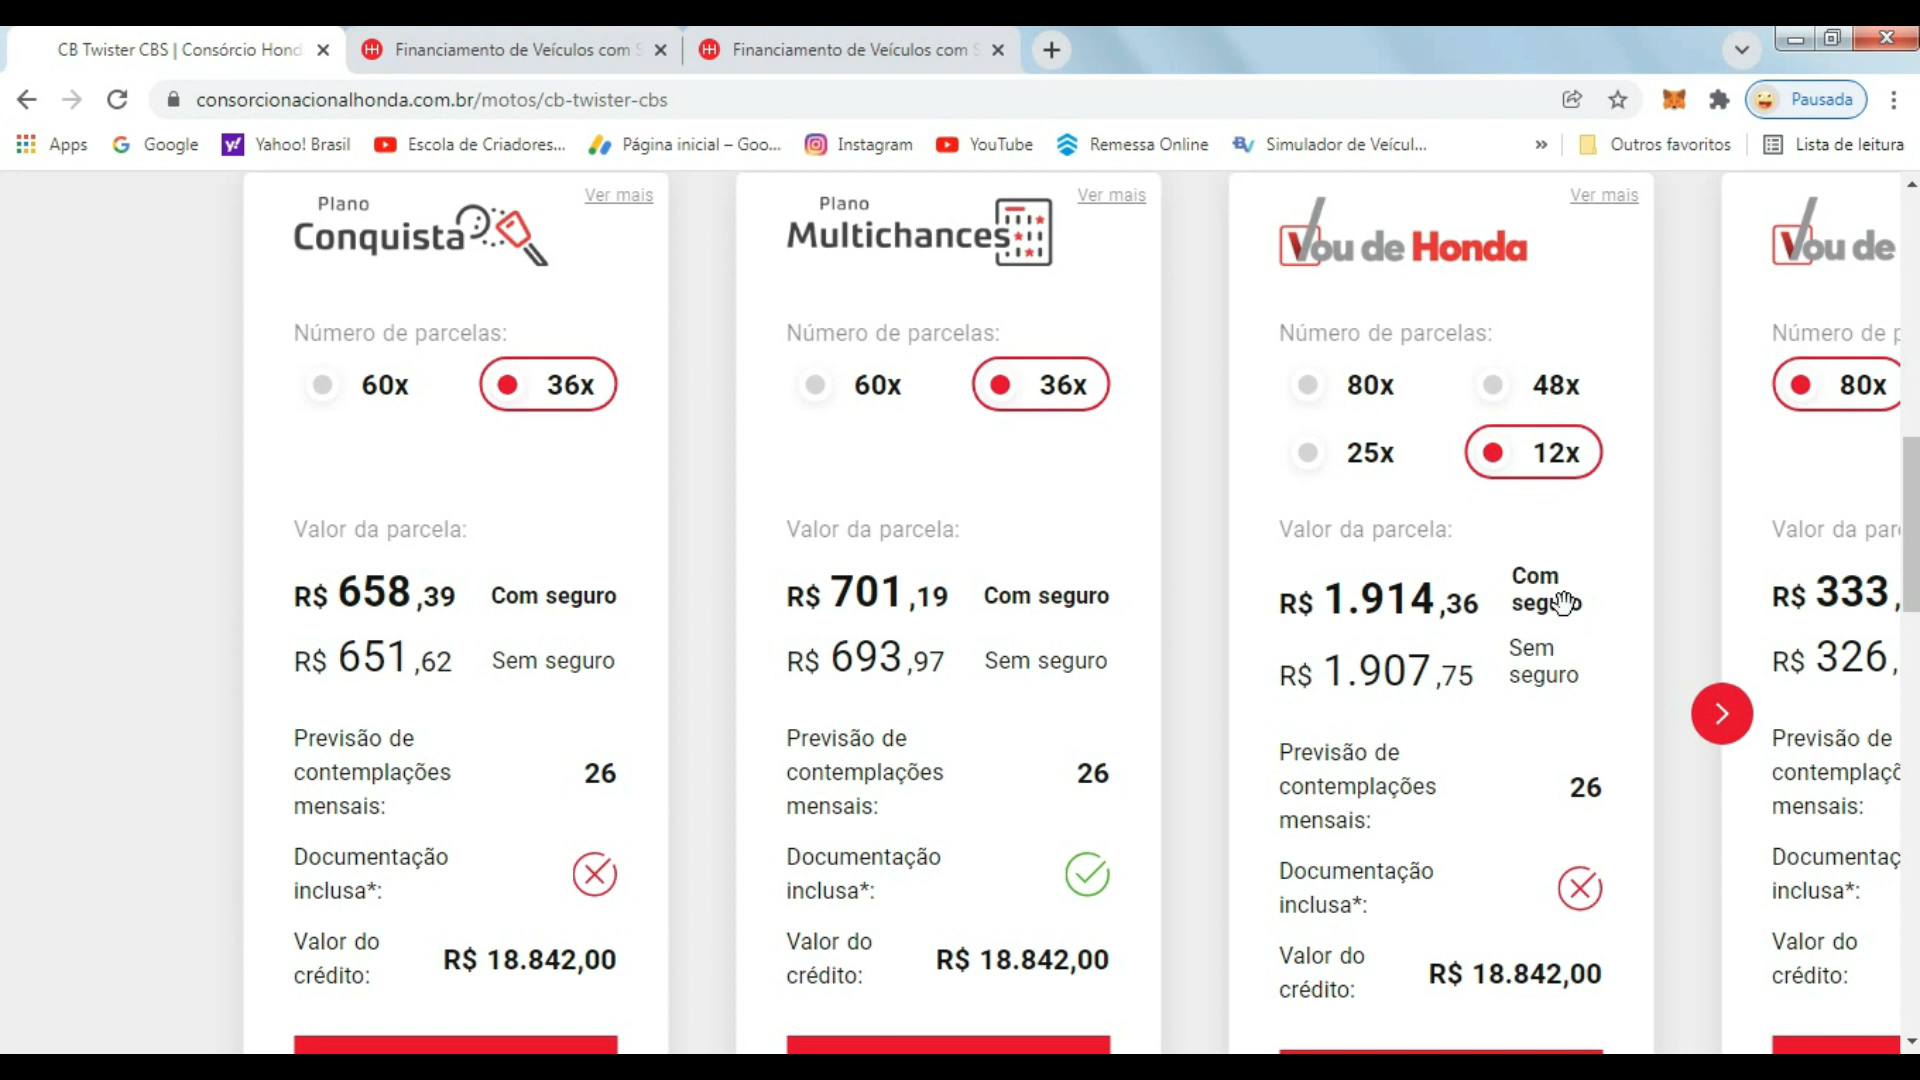 CB Twister CBS | Consórcio Hond
Financiamento de Veículos com S
Financiamento de Veículos com S
consorcionacionalhonda.com.br/motos/cb-twister-cbs
Pausada
Apps
Google
Yahoo! Brasil
Escola de Criadores...
Página inicial – Goo...
Instagram
YouTube
Remessa Online
Simulador de Veícul...
»
Outros favoritos
Lista de leitura
Ver mais
Plano
Conquista
Número de parcelas:
60x
36x
Valor da parcela:
R$ 658,39 Com seguro
R$ 651,62 Sem seguro
Previsão de
contemplações
mensais:
26
Documentação
inclusa*:
Valor do
crédito:
R$ 18.842,00
Ver mais
Plano
Multichances
Número de parcelas:
60x
36x
Valor da parcela:
R$ 701,19 Com seguro
R$ 693,97 Sem seguro
Previsão de
contemplações
mensais:
26
Documentação
inclusa*:
Valor do
crédito:
R$ 18.842,00
Ver mais
Vou de Honda
Número de parcelas:
80x
48x
25x
12x
Valor da parcela:
R$ 1.914,36
Com
seguro
R$ 1.907,75
Sem
seguro
Previsão de
contemplações
mensais:
26
Documentação
inclusa*:
Valor do
crédito:
R$ 18.842,00
Vou de
Número de p
80x
Valor da par
R$ 333,
R$ 326,
Previsão de
contemplaçõ
mensais:
Documentaç
inclusa*:
Valor do
crédito: